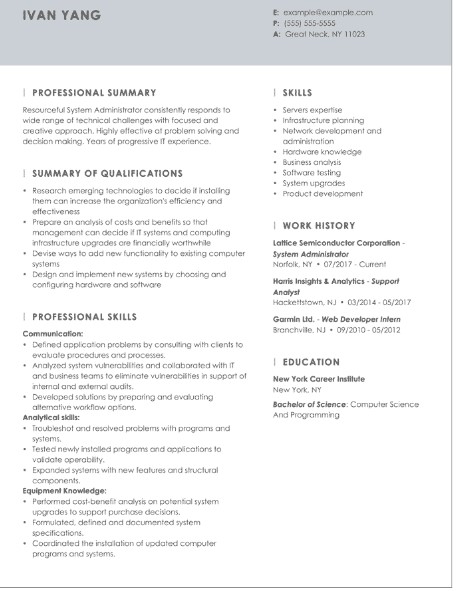 IVAN YANG
E: example@example.com
P: (555) 555-5555
A: Great Neck, NY 11023
| PROFESSIONAL SUMMARY
Resourceful System Administrator consistently responds to
wide range of technical challenges with focused and
creative approach. Highly effective at problem solving and
decision making. Years of progressive IT experience.
| SUMMARY OF QUALIFICATIONS
• Research emerging technologies to decide if installing
them can increase the organization's efficiency and
effectiveness
• Prepare an analysis of costs and benefits so that
management can decide if IT systems and computing
infrastructure upgrades are financially worthwhile
• Devise ways to add new functionality to existing computer
systems
• Design and implement new systems by choosing and
configuring hardware and software
| PROFESSIONAL SKILLS
Communication:
• Defined application problems by consulting with clients to
evaluate procedures and processes.
• Analyzed system vulnerabilities and collaborated with IT
and business teams to eliminate vulnerabilities in support of
internal and external audits.
• Developed solutions by preparing and evaluating
alternative workflow options.
Analytical skills:
• Troubleshot and resolved problems with programs and
systems.
• Tested newly installed programs and applications to
validate operability.
• Expanded systems with new features and structural
components.
Equipment Knowledge:
• Performed cost-benefit analysis on potential system
upgrades to support purchase decisions.
• Formulated, defined and documented system
specifications.
• Coordinated the installation of updated computer
programs and systems.
| SKILLS
• Servers expertise
• Infrastructure planning
• Network development and
administration
• Hardware knowledge
• Business analysis
• Software testing
• System upgrades
• Product development
| WORK HISTORY
Lattice Semiconductor Corporation -
System Administrator
Norfolk, NY • 07/2017 - Current
Harris Insights & Analytics - Support
Analyst
Hackettstown, NJ • 03/2014 - 05/2017
Garmin Ltd. - Web Developer Intern
Branchville, NJ • 09/2010 - 05/2012
| EDUCATION
New York Career Institute
New York, NY
Bachelor of Science: Computer Science
And Programming